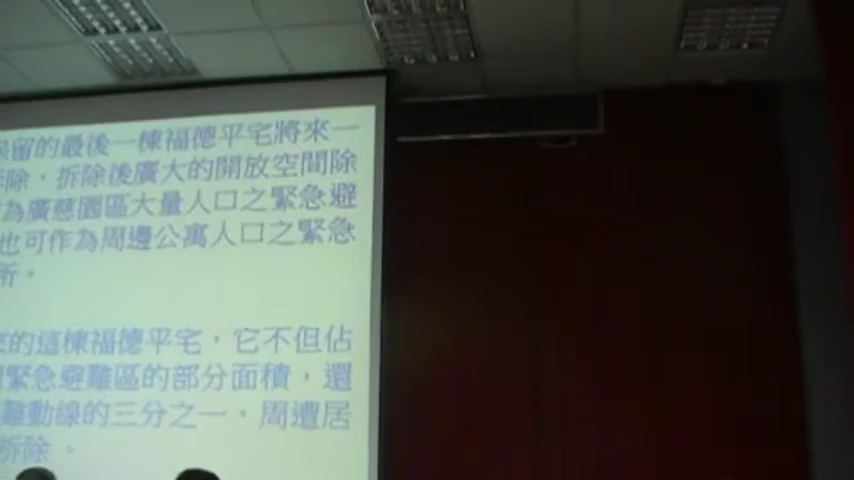 留的最後一棟福德平宅將來一
除,拆除後廣大的開放空間除
為廣慈園區大量人口之緊急避
也可作為周邊公寓人口之緊急
所。
的這棟福德平宅,它不但佔
緊急避難區的部分面積,還
難動線的三分之一,周遭居
拆除。